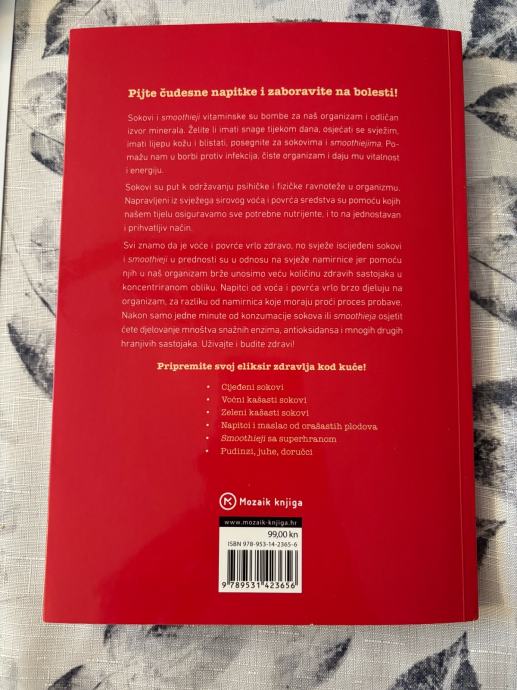 Pijte čudesne napitke i zaboravite na bolesti!
Sokovi i smoothieji vitaminske su bombe za naš organizam i odličan
izvor minerala. Želite li imati snage tijekom dana, osjećati se svježim,
imati lijepu kožu i blistati, posegnite za sokovima i smoothiejima. Po-
mažu nam u borbi protiv infekcija, čiste organizam i daju mu vitalnost
i energiju.
Sokovi su put k održavanju psihičke i fizičke ravnoteže u organizmu.
Napravljeni iz svježega sirovog voća i povrća sredstva su pomoću kojih
našem tijelu osiguravamo sve potrebne nutrijente, i to na jednostavan
i prihvatljiv način.
Svi znamo da je voće i povrće vrlo zdravo, no svježe iscijeđeni sokovi
i smoothieji u prednosti su u odnosu na svježe namirnice jer pomoću
njih u naš organizam brže unosimo veću količinu zdravih sastojaka u
koncentriranom obliku. Napitci od voća i povrća vrlo brzo djeluju na
organizam, za razliku od namirnica koje moraju proći proces probave.
Nakon samo jedne minute od konzumacije sokova ili smoothieja osjetit
ćete djelovanje mnoštva snažnih enzima, antioksidansa i mnogih drugih
hranjivih sastojaka. Uživajte i budite zdravi!
Pripremite svoj eliksir zdravlja kod kuće!
• Cijeđeni sokovi
• Voćni kašasti sokovi
• Zeleni kašasti sokovi
• Napitci i maslac od orašastih plodova
• Smoothieji sa superhranom
• Pudinzi, juhe, doručci
Mozaik knjiga
www.mozaik-knjiga.hr
99,00 kn
ISBN 978-953-14-2365-6
9 789531 423656